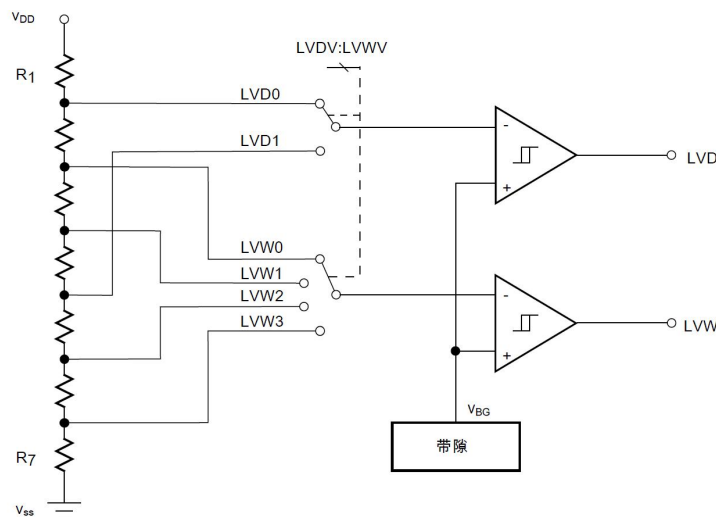 VDD
LVDV:LVWV
R1
LVD0
LVD1
LVD
LVW0
LVW1
LVW2
LVW3
LVW
VBG
带隙
R7
Vss
-
+
-
+